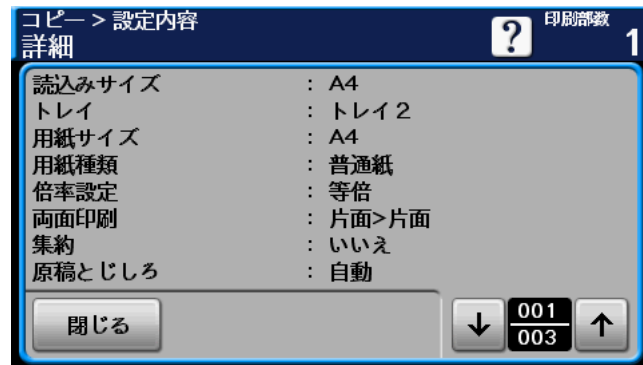 コピー > 設定内容
詳細
?
印刷部数
1
読込みサイズ : A4
トレイ : トレイ2
用紙サイズ : A4
用紙種類 : 普通紙
倍率設定 : 等倍
両面印刷 : 片面>片面
集約 : いいえ
原稿とじしろ : 自動
閉じる
↓ 001/003 ↑